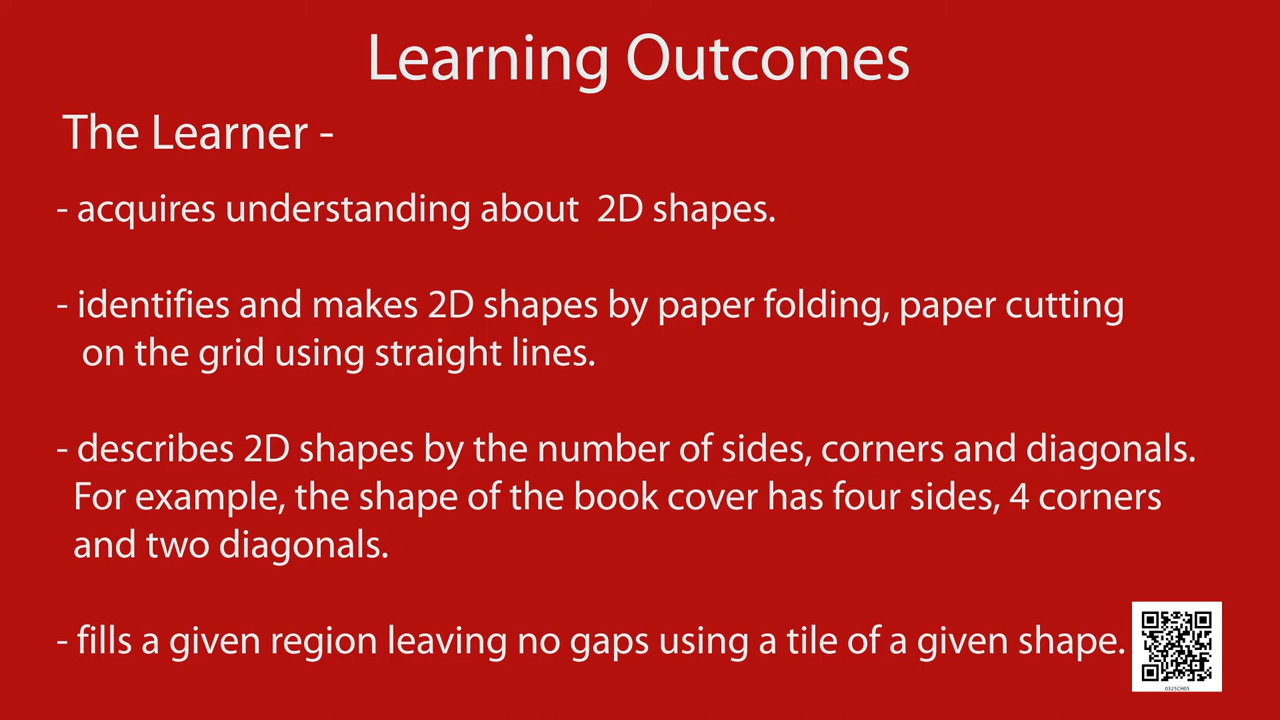 Learning Outcomes
The Learner -
- acquires understanding about  2D shapes.
- identifies and makes 2D shapes by paper folding, paper cutting
on the grid using straight lines.
- describes 2D shapes by the number of sides, corners and diagonals.
For example, the shape of the book cover has four sides, 4 corners
and two diagonals.
- fills a given region leaving no gaps using a tile of a given shape.
0325CH05